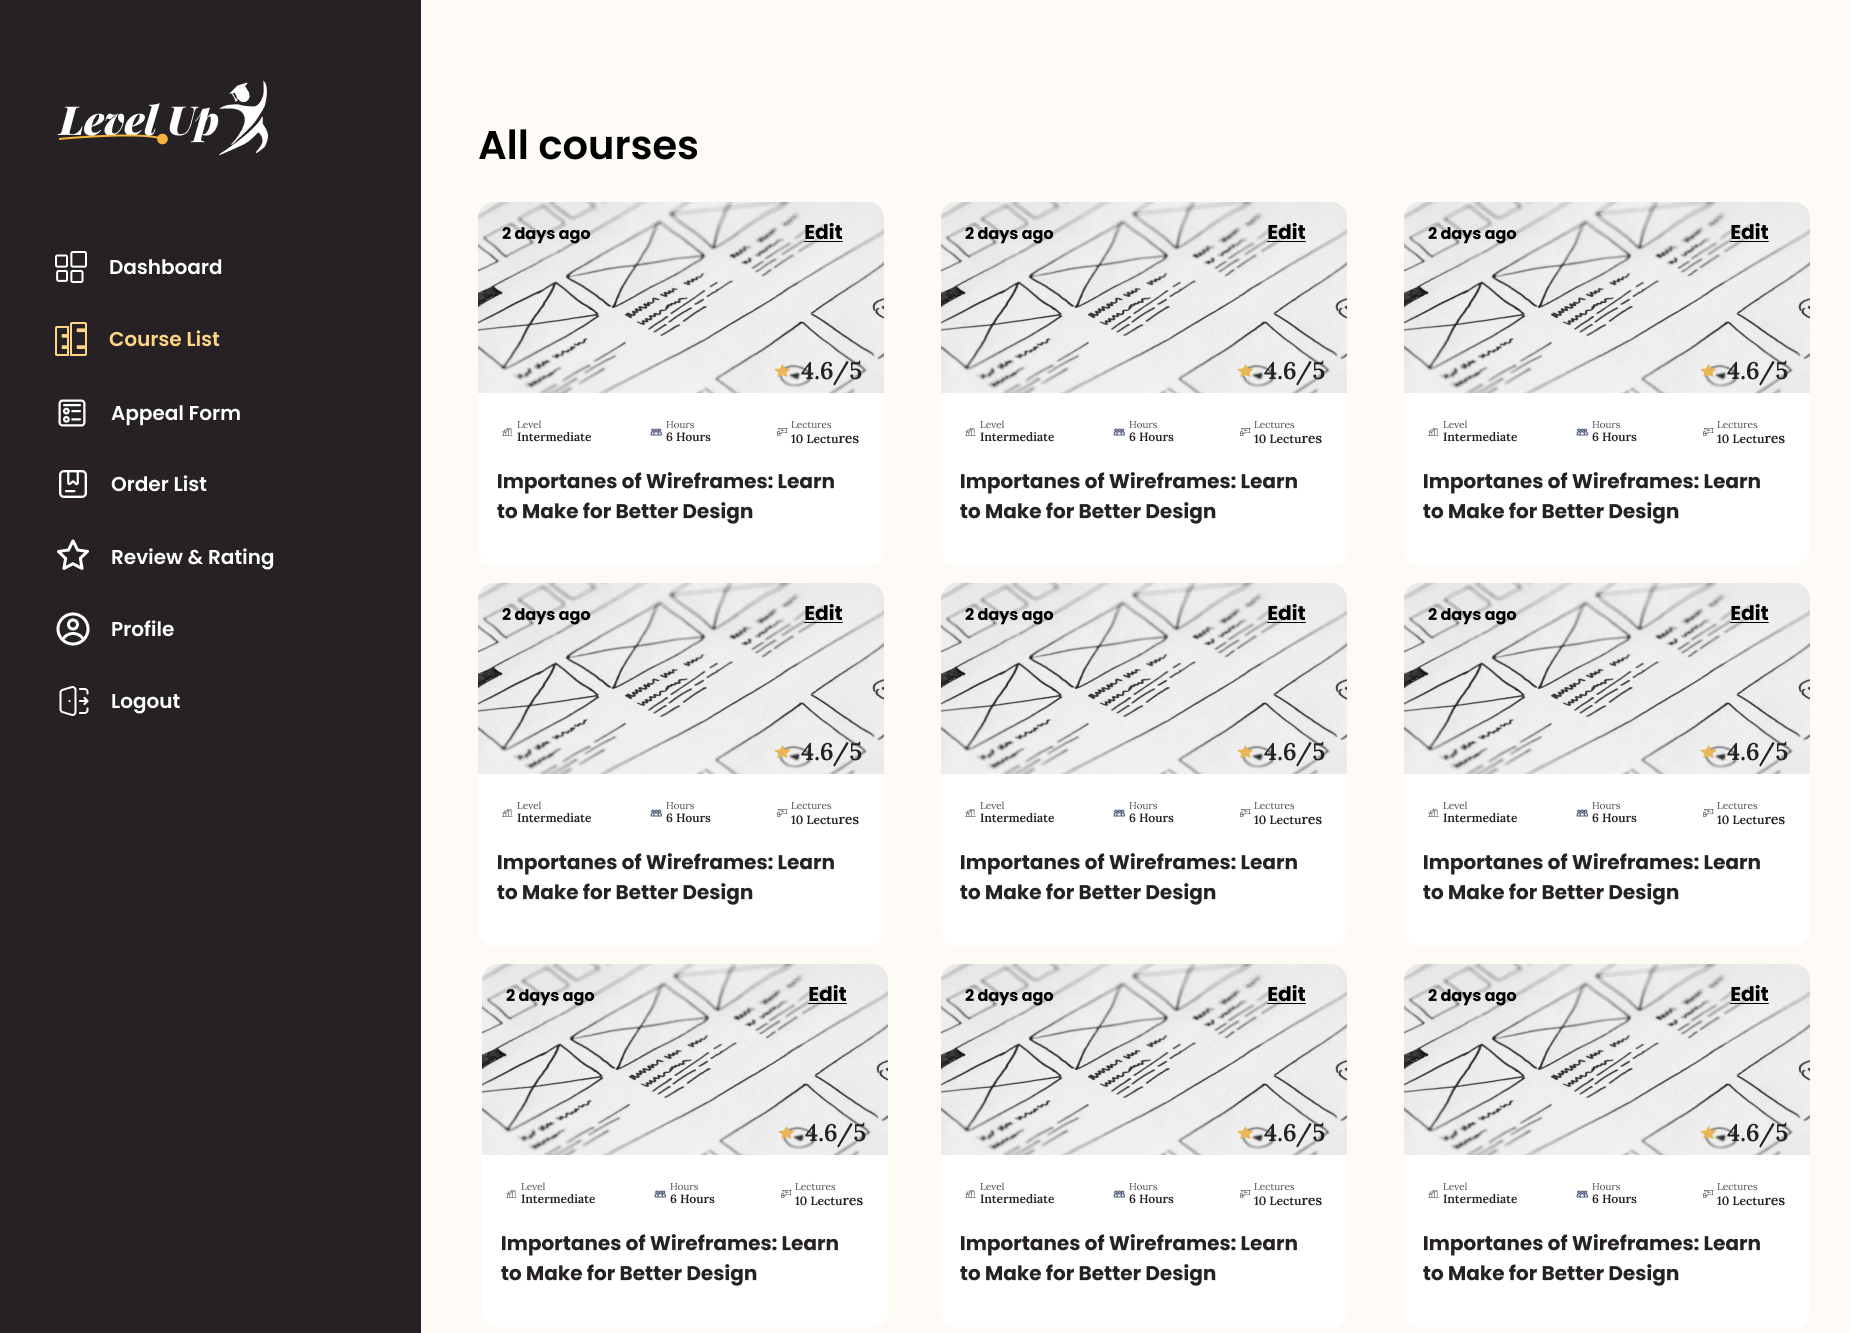 Level Up
Dashboard
Course List
Appeal Form
Order List
Review & Rating
Profile
Logout
All courses
2 days ago Edit
4.6/5
Level Hours Lectures
Intermediate 6 Hours 10 Lectures
Importanes of Wireframes: Learn
to Make for Better Design
2 days ago Edit
4.6/5
Level Hours Lectures
Intermediate 6 Hours 10 Lectures
Importanes of Wireframes: Learn
to Make for Better Design
2 days ago Edit
4.6/5
Level Hours Lectures
Intermediate 6 Hours 10 Lectures
Importanes of Wireframes: Learn
to Make for Better Design
2 days ago Edit
4.6/5
Level Hours Lectures
Intermediate 6 Hours 10 Lectures
Importanes of Wireframes: Learn
to Make for Better Design
2 days ago Edit
4.6/5
Level Hours Lectures
Intermediate 6 Hours 10 Lectures
Importanes of Wireframes: Learn
to Make for Better Design
2 days ago Edit
4.6/5
Level Hours Lectures
Intermediate 6 Hours 10 Lectures
Importanes of Wireframes: Learn
to Make for Better Design
2 days ago Edit
4.6/5
Level Hours Lectures
Intermediate 6 Hours 10 Lectures
Importanes of Wireframes: Learn
to Make for Better Design
2 days ago Edit
4.6/5
Level Hours Lectures
Intermediate 6 Hours 10 Lectures
Importanes of Wireframes: Learn
to Make for Better Design
2 days ago Edit
4.6/5
Level Hours Lectures
Intermediate 6 Hours 10 Lectures
Importanes of Wireframes: Learn
to Make for Better Design